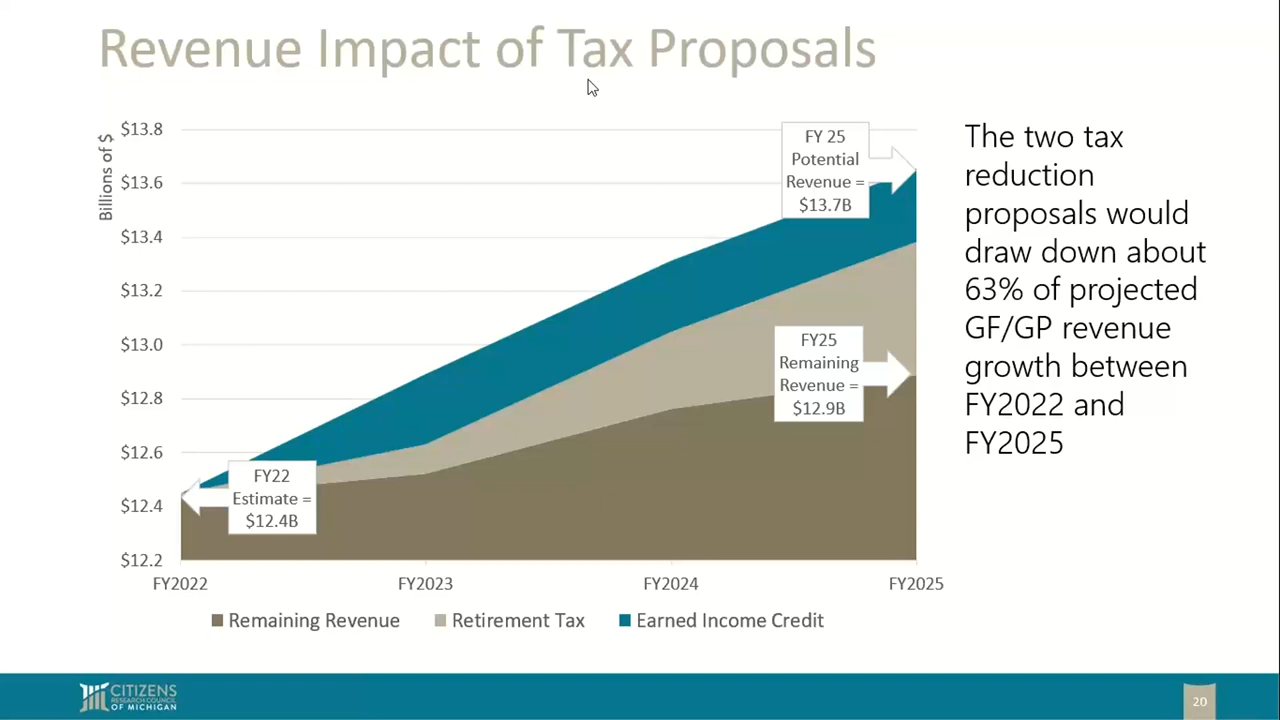 Revenue Impact of Tax Proposals
Billions of $
$13.8
$13.6
$13.4
$13.2
$13.0
$12.8
$12.6
$12.4
$12.2
FY2022
FY2023
FY2024
FY2025
FY 25
Potential
Revenue =
$13.7B
FY25
Remaining
Revenue =
$12.9B
FY22
Estimate =
$12.4B
Remaining Revenue
Retirement Tax
Earned Income Credit
The two tax
reduction
proposals would
draw down about
63% of projected
GF/GP revenue
growth between
FY2022 and
FY2025
CITIZENS
RESEARCH COUNCIL
OF MICHIGAN
20